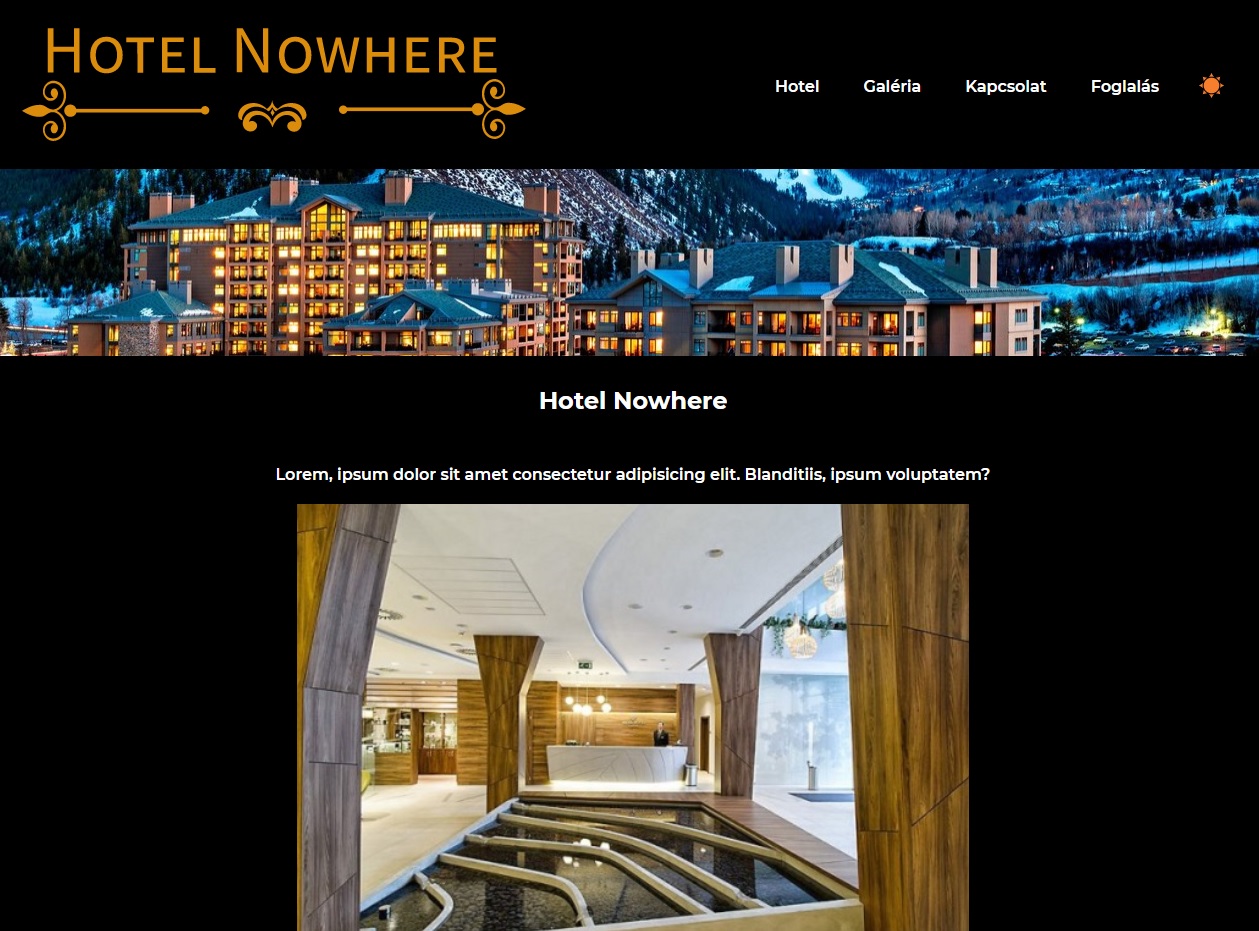 Hotel Nowhere
Hotel Galéria Kapcsolat Foglalás
Hotel Nowhere
Lorem, ipsum dolor sit amet consectetur adipisicing elit. Blanditiis, ipsum voluptatem?